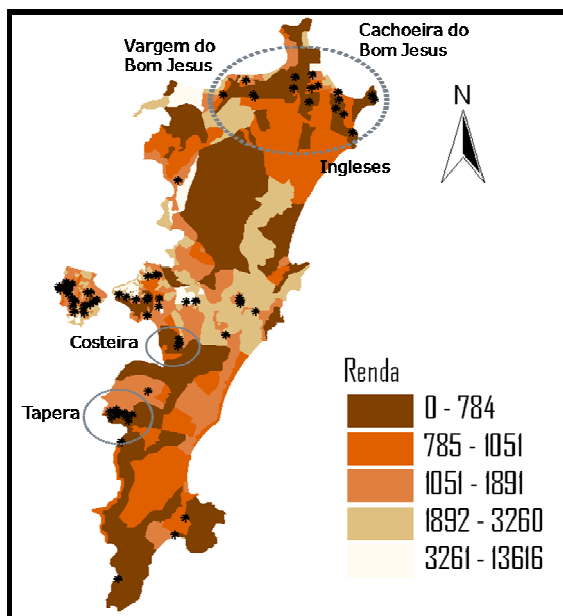 Vargem do
Bom Jesus
Cachoeira do
Bom Jesus
N
Ingleses
Costeira
Tapera
Renda
0 - 784
785 - 1051
1051 - 1891
1892 - 3260
3261 - 13616